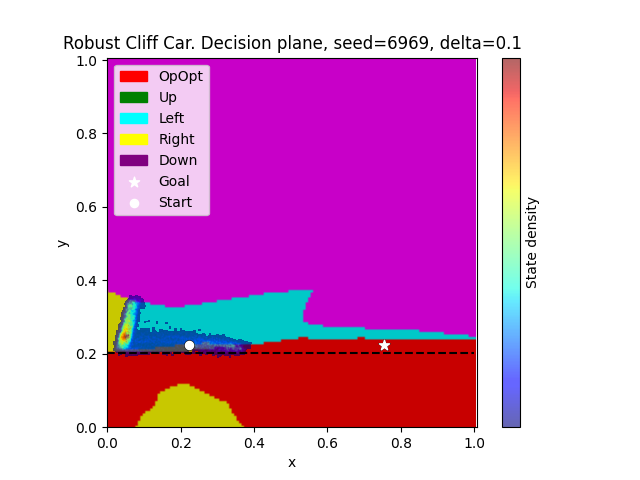 Robust Cliff Car. Decision plane, seed=6969, delta=0.1
OpOpt
Up
Left
Right
Down
Goal
Start
1.0
0.8
0.6
0.4
0.2
0.0
y
0.0 0.2 0.4 0.6 0.8 1.0
x
State density